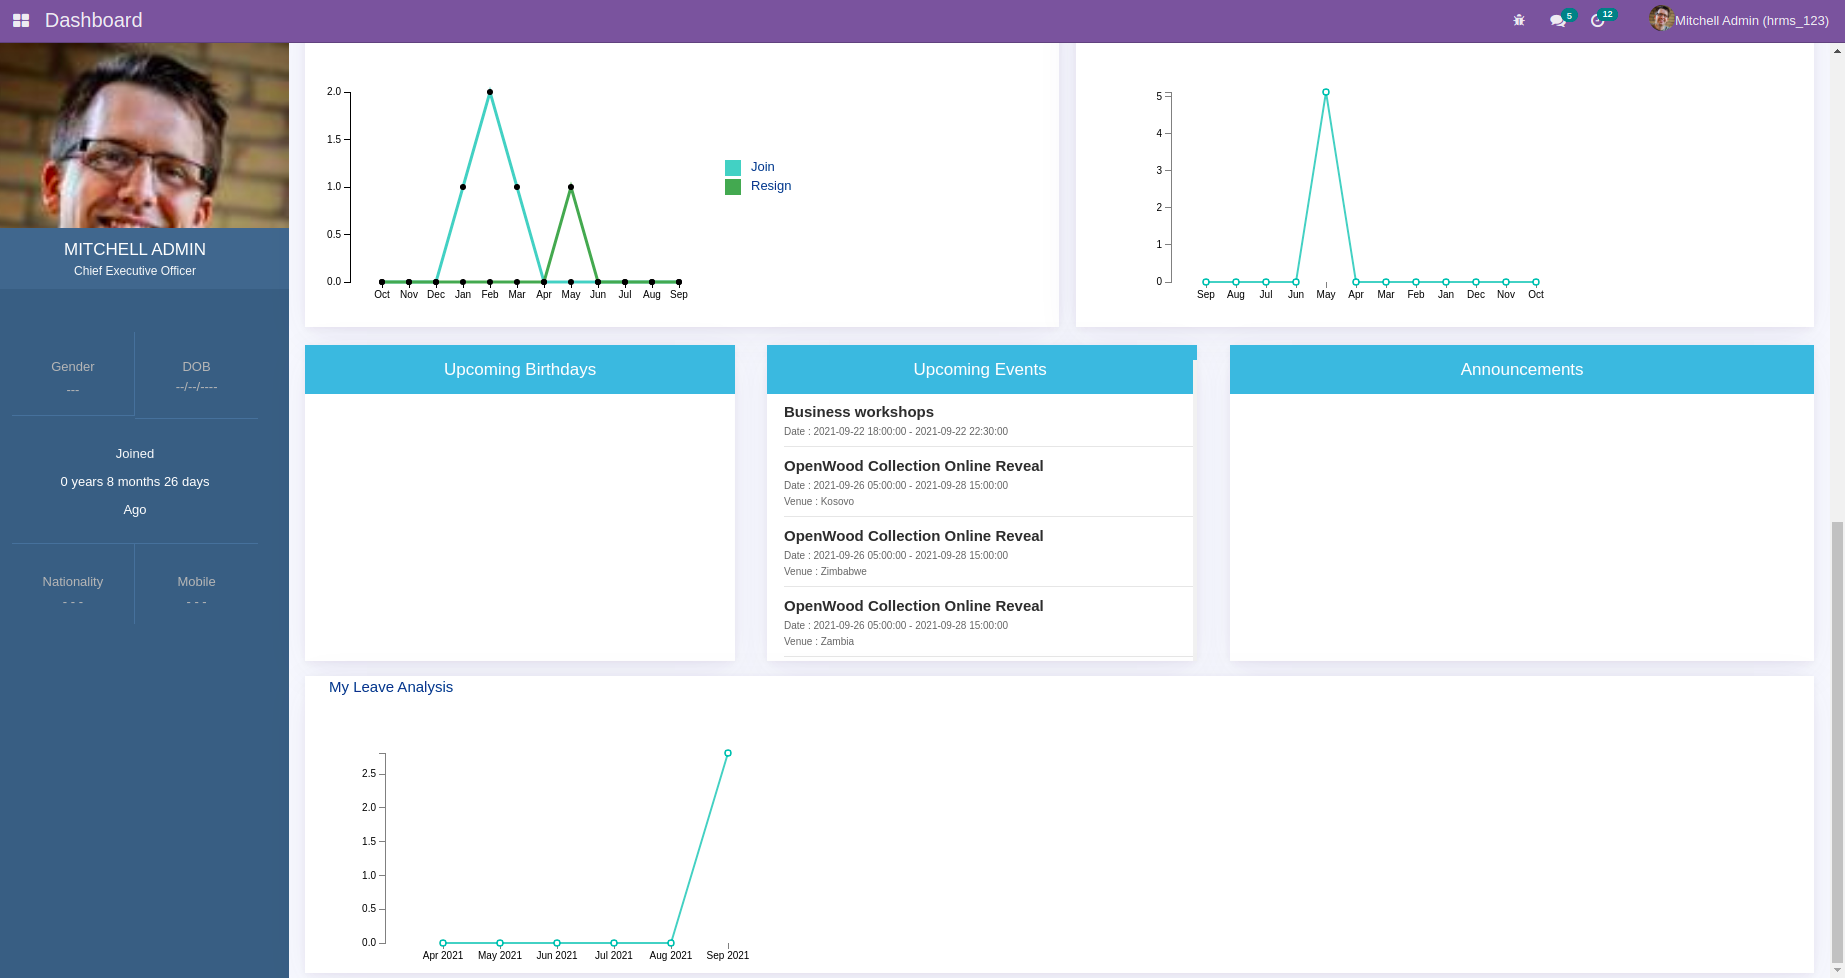 Dashboard
5
12
Mitchell Admin (hrms_123)
MITCHELL ADMIN
Chief Executive Officer
Gender
---
DOB
--/--/----
Joined
0 years 8 months 26 days
Ago
Nationality
- - -
Mobile
- - -
2.0
1.5
1.0
0.5
0.0
Oct Nov Dec Jan Feb Mar Apr May Jun Jul Aug Sep
Join
Resign
5
4
3
2
1
0
Sep Aug Jul Jun May Apr Mar Feb Jan Dec Nov Oct
Upcoming Birthdays
Upcoming Events
Business workshops
Date : 2021-09-22 18:00:00 - 2021-09-22 22:30:00
OpenWood Collection Online Reveal
Date : 2021-09-26 05:00:00 - 2021-09-28 15:00:00
Venue : Kosovo
OpenWood Collection Online Reveal
Date : 2021-09-26 05:00:00 - 2021-09-28 15:00:00
Venue : Zimbabwe
OpenWood Collection Online Reveal
Date : 2021-09-26 05:00:00 - 2021-09-28 15:00:00
Venue : Zambia
Announcements
My Leave Analysis
2.5
2.0
1.5
1.0
0.5
0.0
Apr 2021 May 2021 Jun 2021 Jul 2021 Aug 2021 Sep 2021